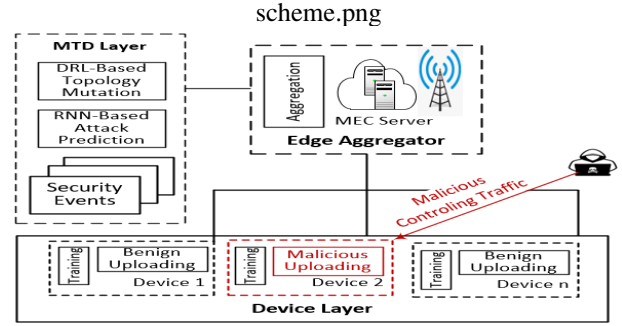 scheme.png
MTD Layer
DRL-Based
Topology
Mutation
RNN-Based
Attack
Prediction
Security
Events
Aggregation
MEC Server
Edge Aggregator
Malicious
Controling Traffic
Training
Benign
Uploading
Device 1
Training
Malicious
Uploading
Device 2
Training
Benign
Uploading
Device n
Device Layer